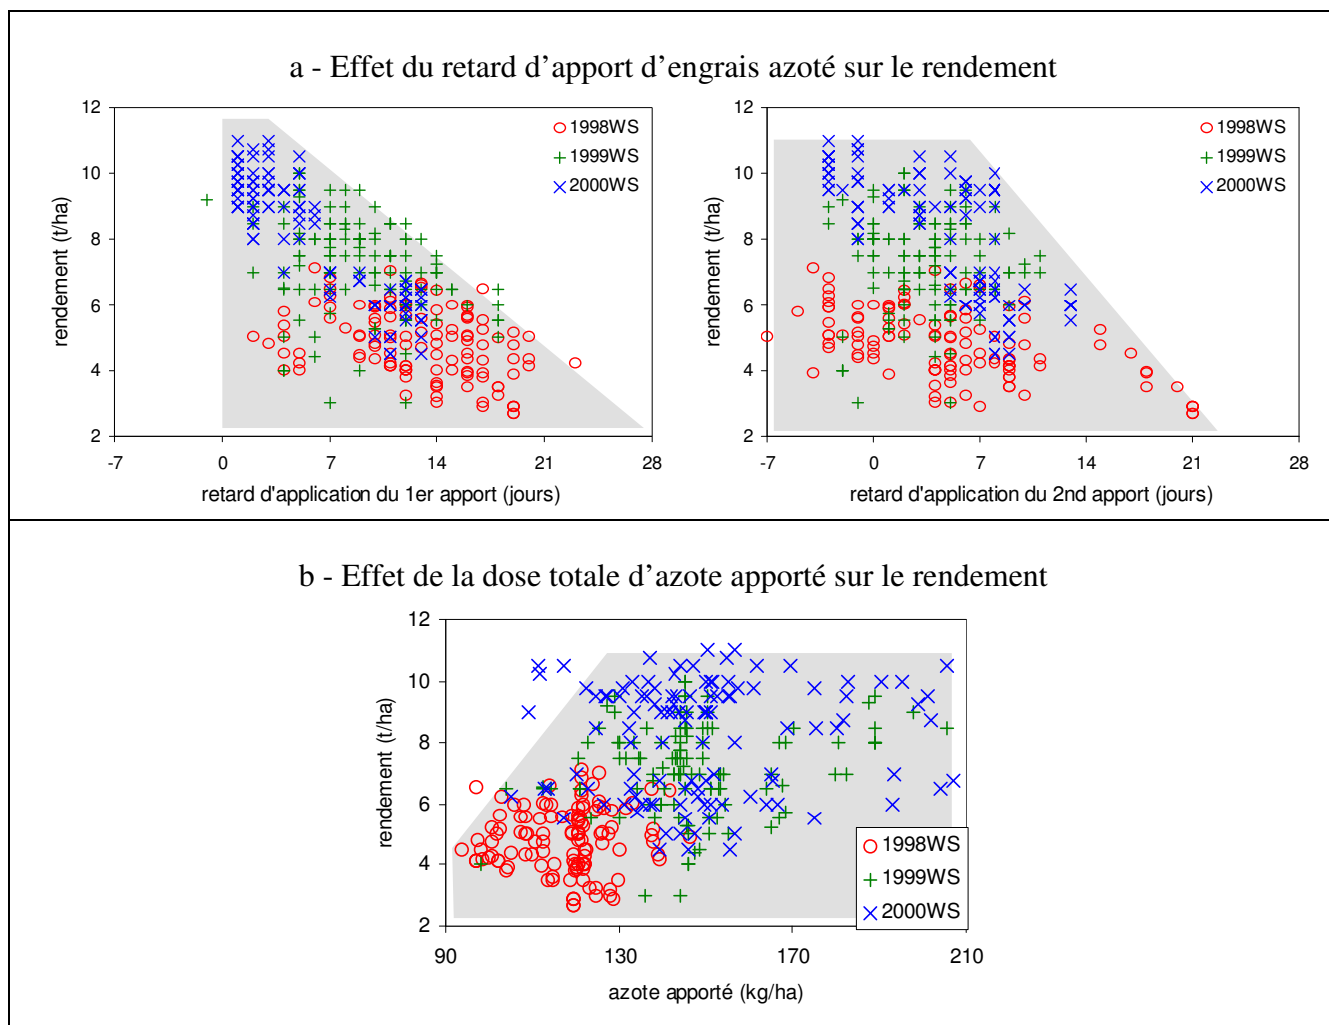 a - Effet du retard d'apport d'engrais azoté sur le rendement
12
10
8
6
4
2
rendement (t/ha)
-7 0 7 14 21 28
retard d'application du 1er apport (jours)
1998WS
1999WS
2000WS
12
10
8
6
4
2
rendement (t/ha)
-7 0 7 14 21 28
retard d'application du 2nd apport (jours)
1998WS
1999WS
2000WS
b - Effet de la dose totale d'azote apporté sur le rendement
12
10
8
6
4
2
rendement (t/ha)
90 130 170 210
azote apporté (kg/ha)
1998WS
1999WS
2000WS